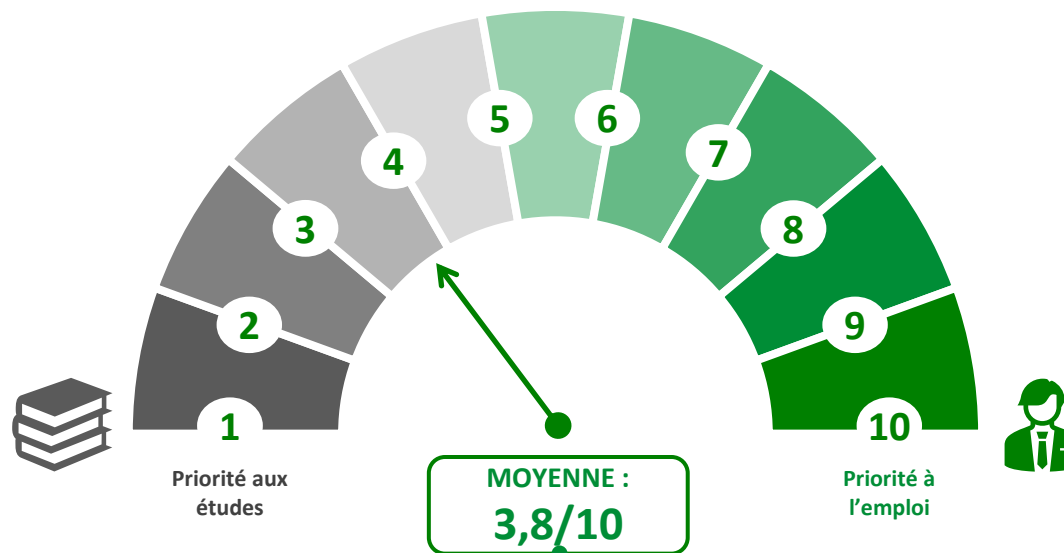 1
2
3
4
5
6
7
8
9
10
Priorité aux
études
MOYENNE :
3,8/10
Priorité à
l’emploi